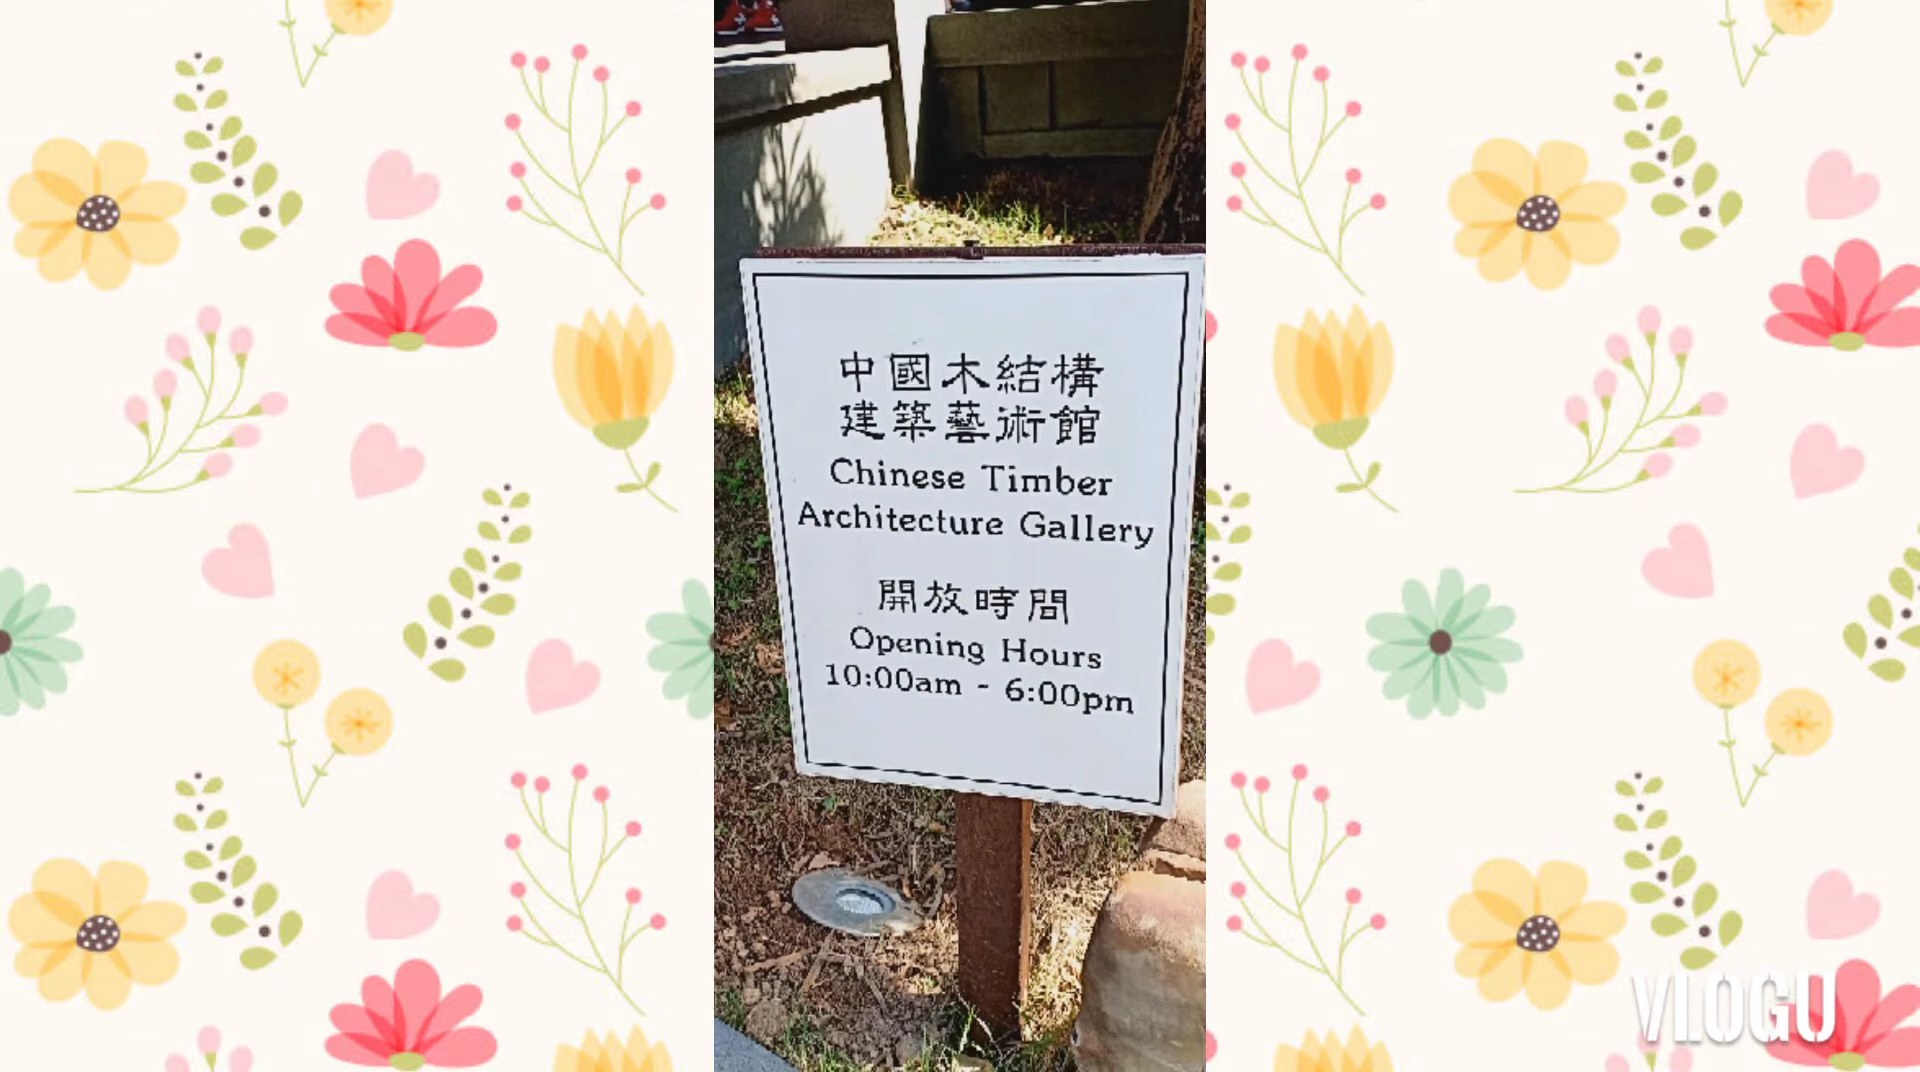 中國木結構
建築藝術館
Chinese Timber
Architecture Gallery
開放時間
Opening Hours
10:00am - 6:00pm
VLOGU